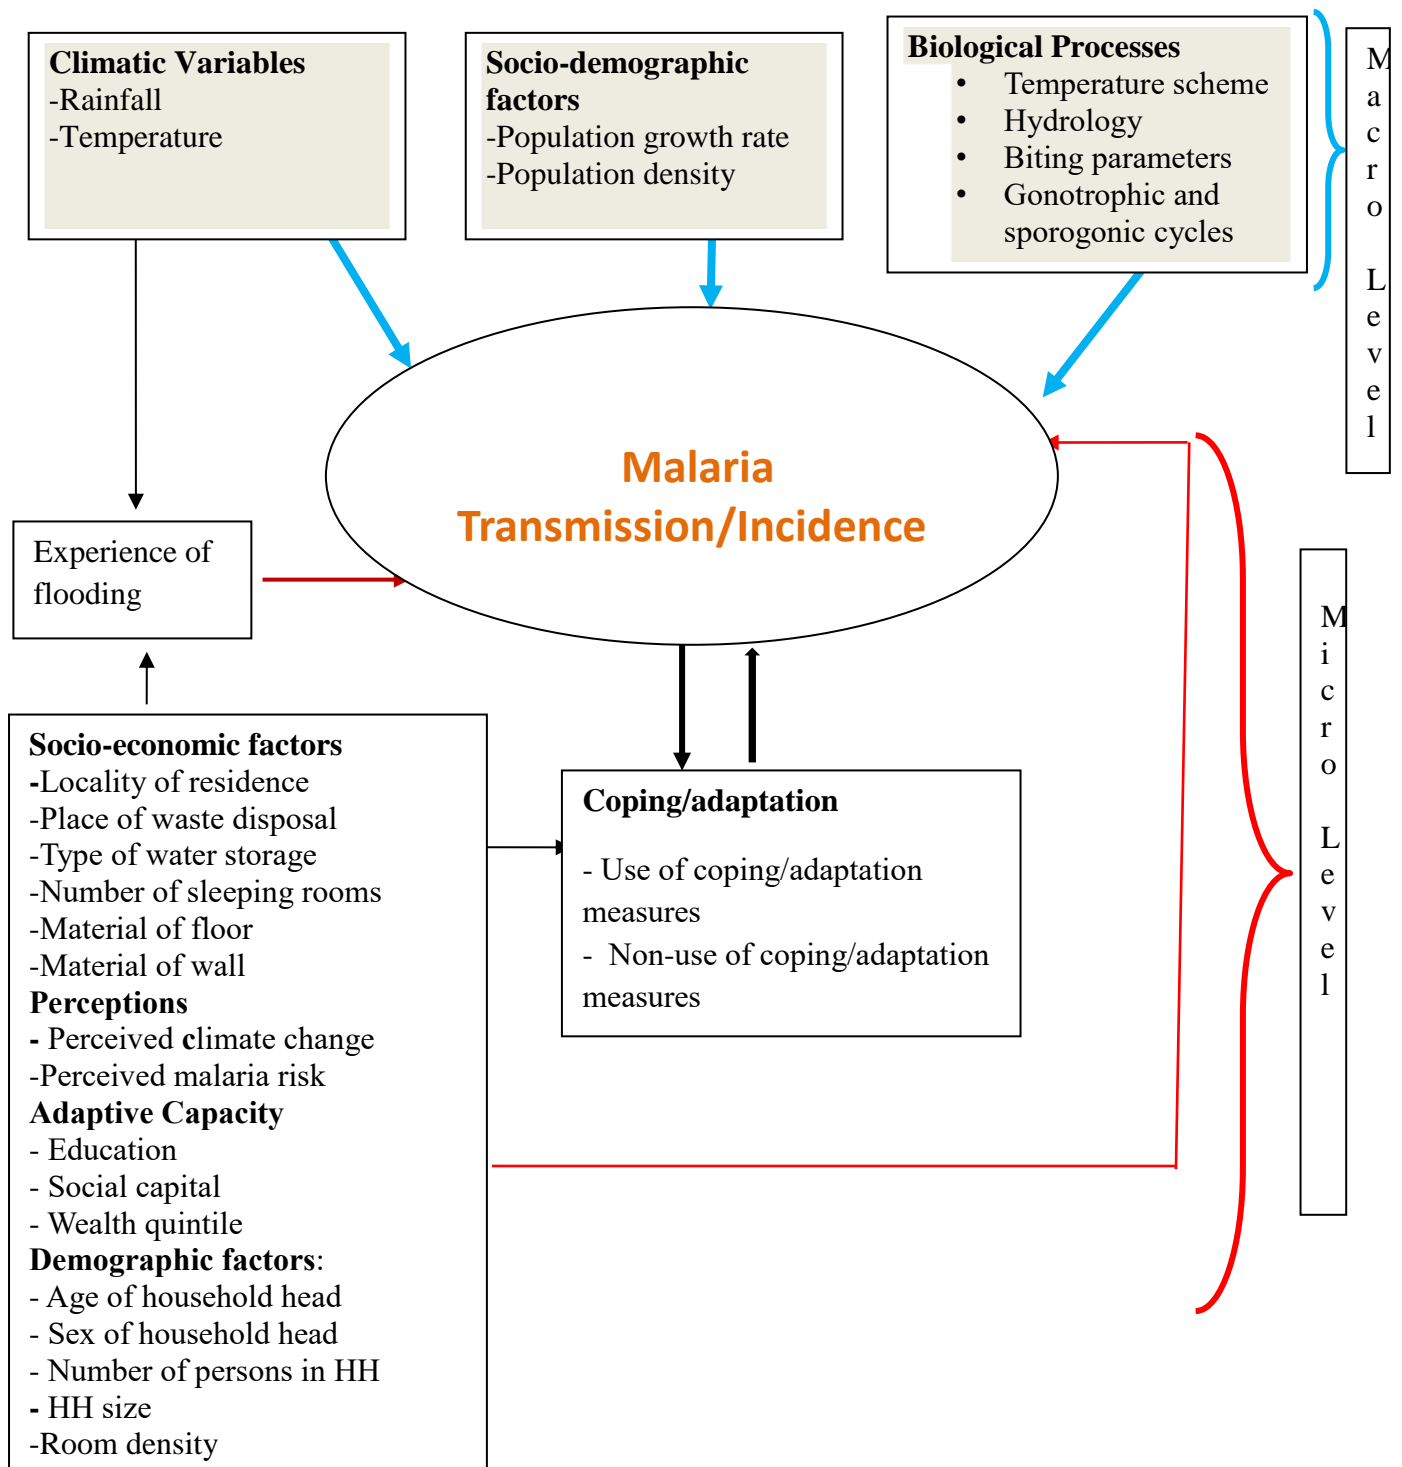 Climatic Variables
-Rainfall
-Temperature
Socio-demographic
factors
-Population growth rate
-Population density
Biological Processes
• Temperature scheme
• Hydrology
• Biting parameters
• Gonotrophic and
sporogonic cycles
M
a
c
r
o
L
e
v
e
l
Malaria
Transmission/Incidence
Experience of
flooding
M
i
c
r
o
L
e
v
e
l
Socio-economic factors
-Locality of residence
-Place of waste disposal
-Type of water storage
-Number of sleeping rooms
-Material of floor
-Material of wall
Perceptions
- Perceived climate change
-Perceived malaria risk
Adaptive Capacity
- Education
- Social capital
- Wealth quintile
Demographic factors:
- Age of household head
- Sex of household head
- Number of persons in HH
- HH size
-Room density
Coping/adaptation
- Use of coping/adaptation
measures
- Non-use of coping/adaptation
measures